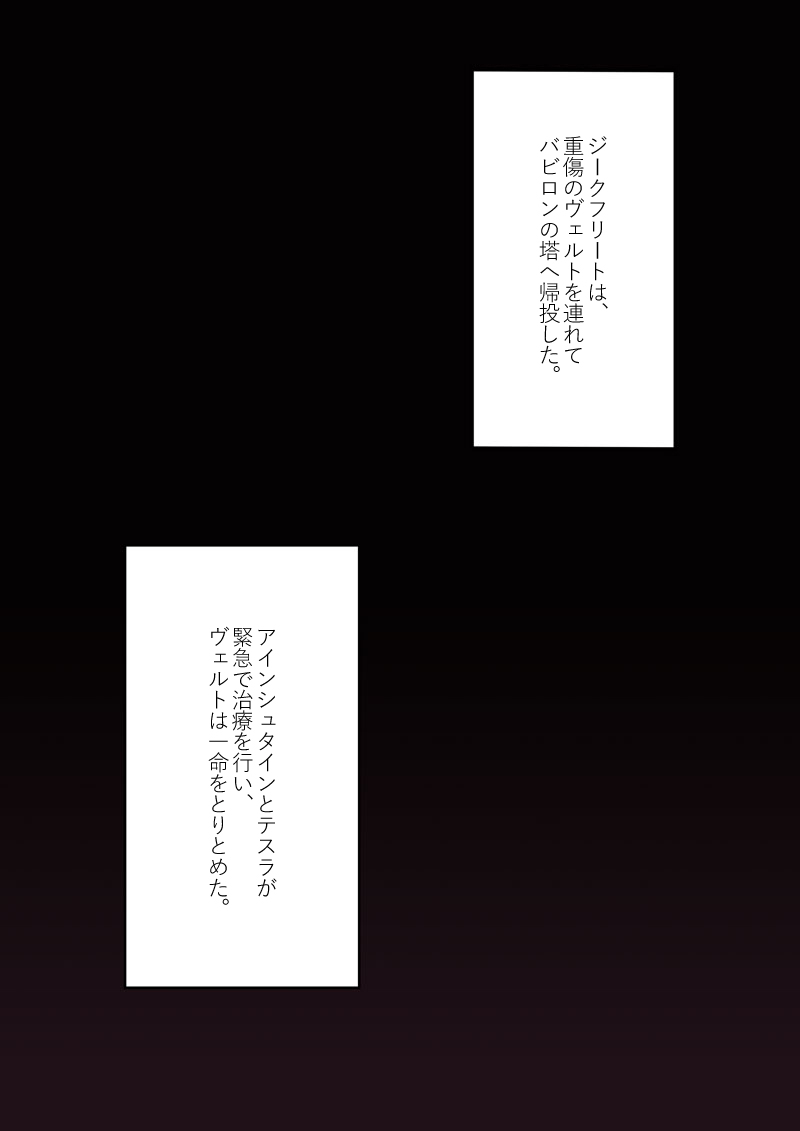 ジークフリートは、
重傷のヴェルトを連れて
バビロンの塔へ帰投した。
アインシュタインとテスラが
緊急で治療を行い、
ヴェルトは一命をとりとめた。